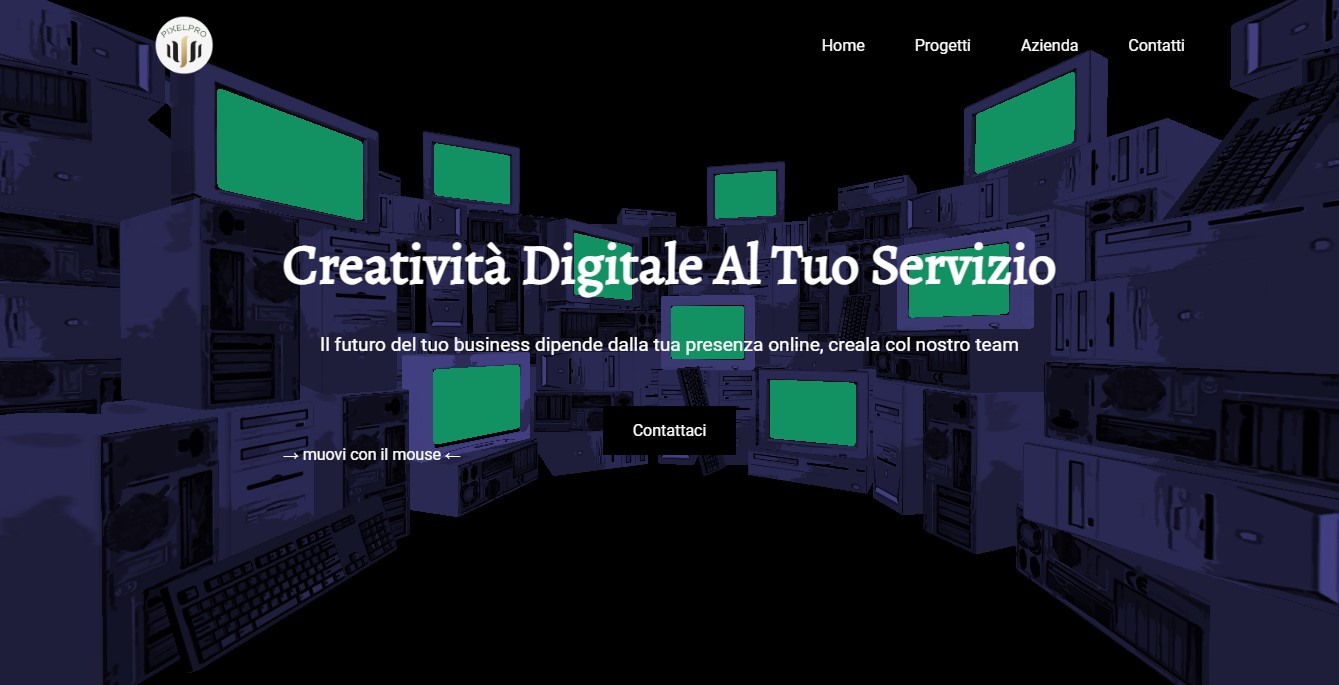 PIXELPRO
Home Progetti Azienda Contatti
Creatività Digitale Al Tuo Servizio
Il futuro del tuo business dipende dalla tua presenza online, creala col nostro team
Contattaci
→ muovi con il mouse ←